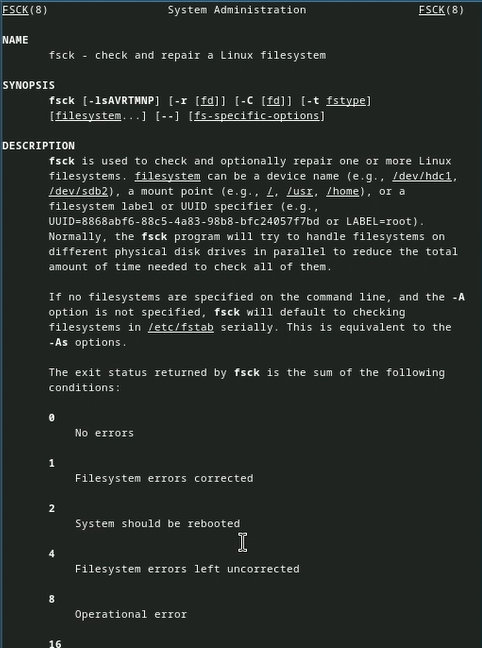 FSCK(8) System Administration FSCK(8)
NAME
fsck - check and repair a Linux filesystem
SYNOPSIS
fsck [-lsAVRTMNP] [-r [fd]] [-C [fd]] [-t fstype]
[filesystem...] [--] [fs-specific-options]
DESCRIPTION
fsck is used to check and optionally repair one or more Linux
filesystems. filesystem can be a device name (e.g., /dev/hdc1,
/dev/sdb2), a mount point (e.g., /, /usr, /home), or a
filesystem label or UUID specifier (e.g.,
UUID=8868abf6-88c5-4a83-98b8-bfc24057f7bd or LABEL=root).
Normally, the fsck program will try to handle filesystems on
different physical disk drives in parallel to reduce the total
amount of time needed to check all of them.
If no filesystems are specified on the command line, and the -A
option is not specified, fsck will default to checking
filesystems in /etc/fstab serially. This is equivalent to the
-As options.
The exit status returned by fsck is the sum of the following
conditions:
0
No errors
1
Filesystem errors corrected
2
System should be rebooted
4
Filesystem errors left uncorrected
8
Operational error
16